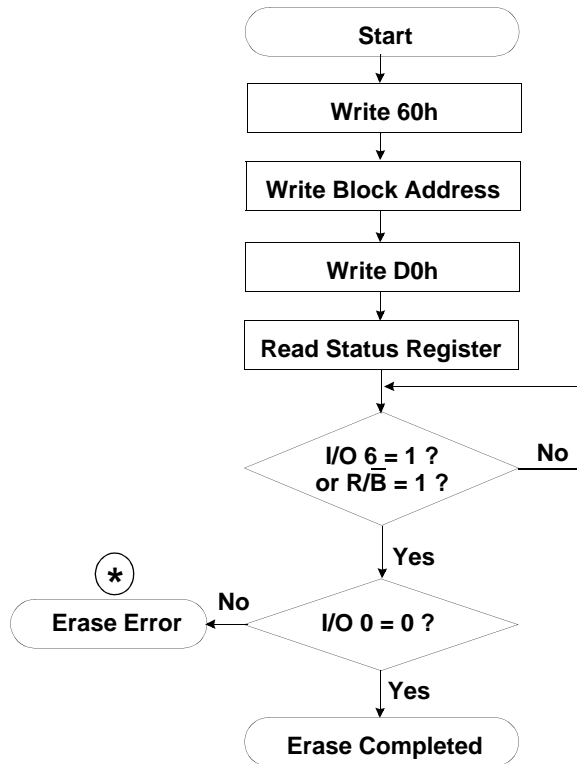 Start
Write 60h
Write Block Address
Write D0h
Read Status Register
I/O 6 = 1 ?
or R/B̅ = 1 ?
No
Yes
*
No
Erase Error
I/O 0 = 0 ?
Yes
Erase Completed